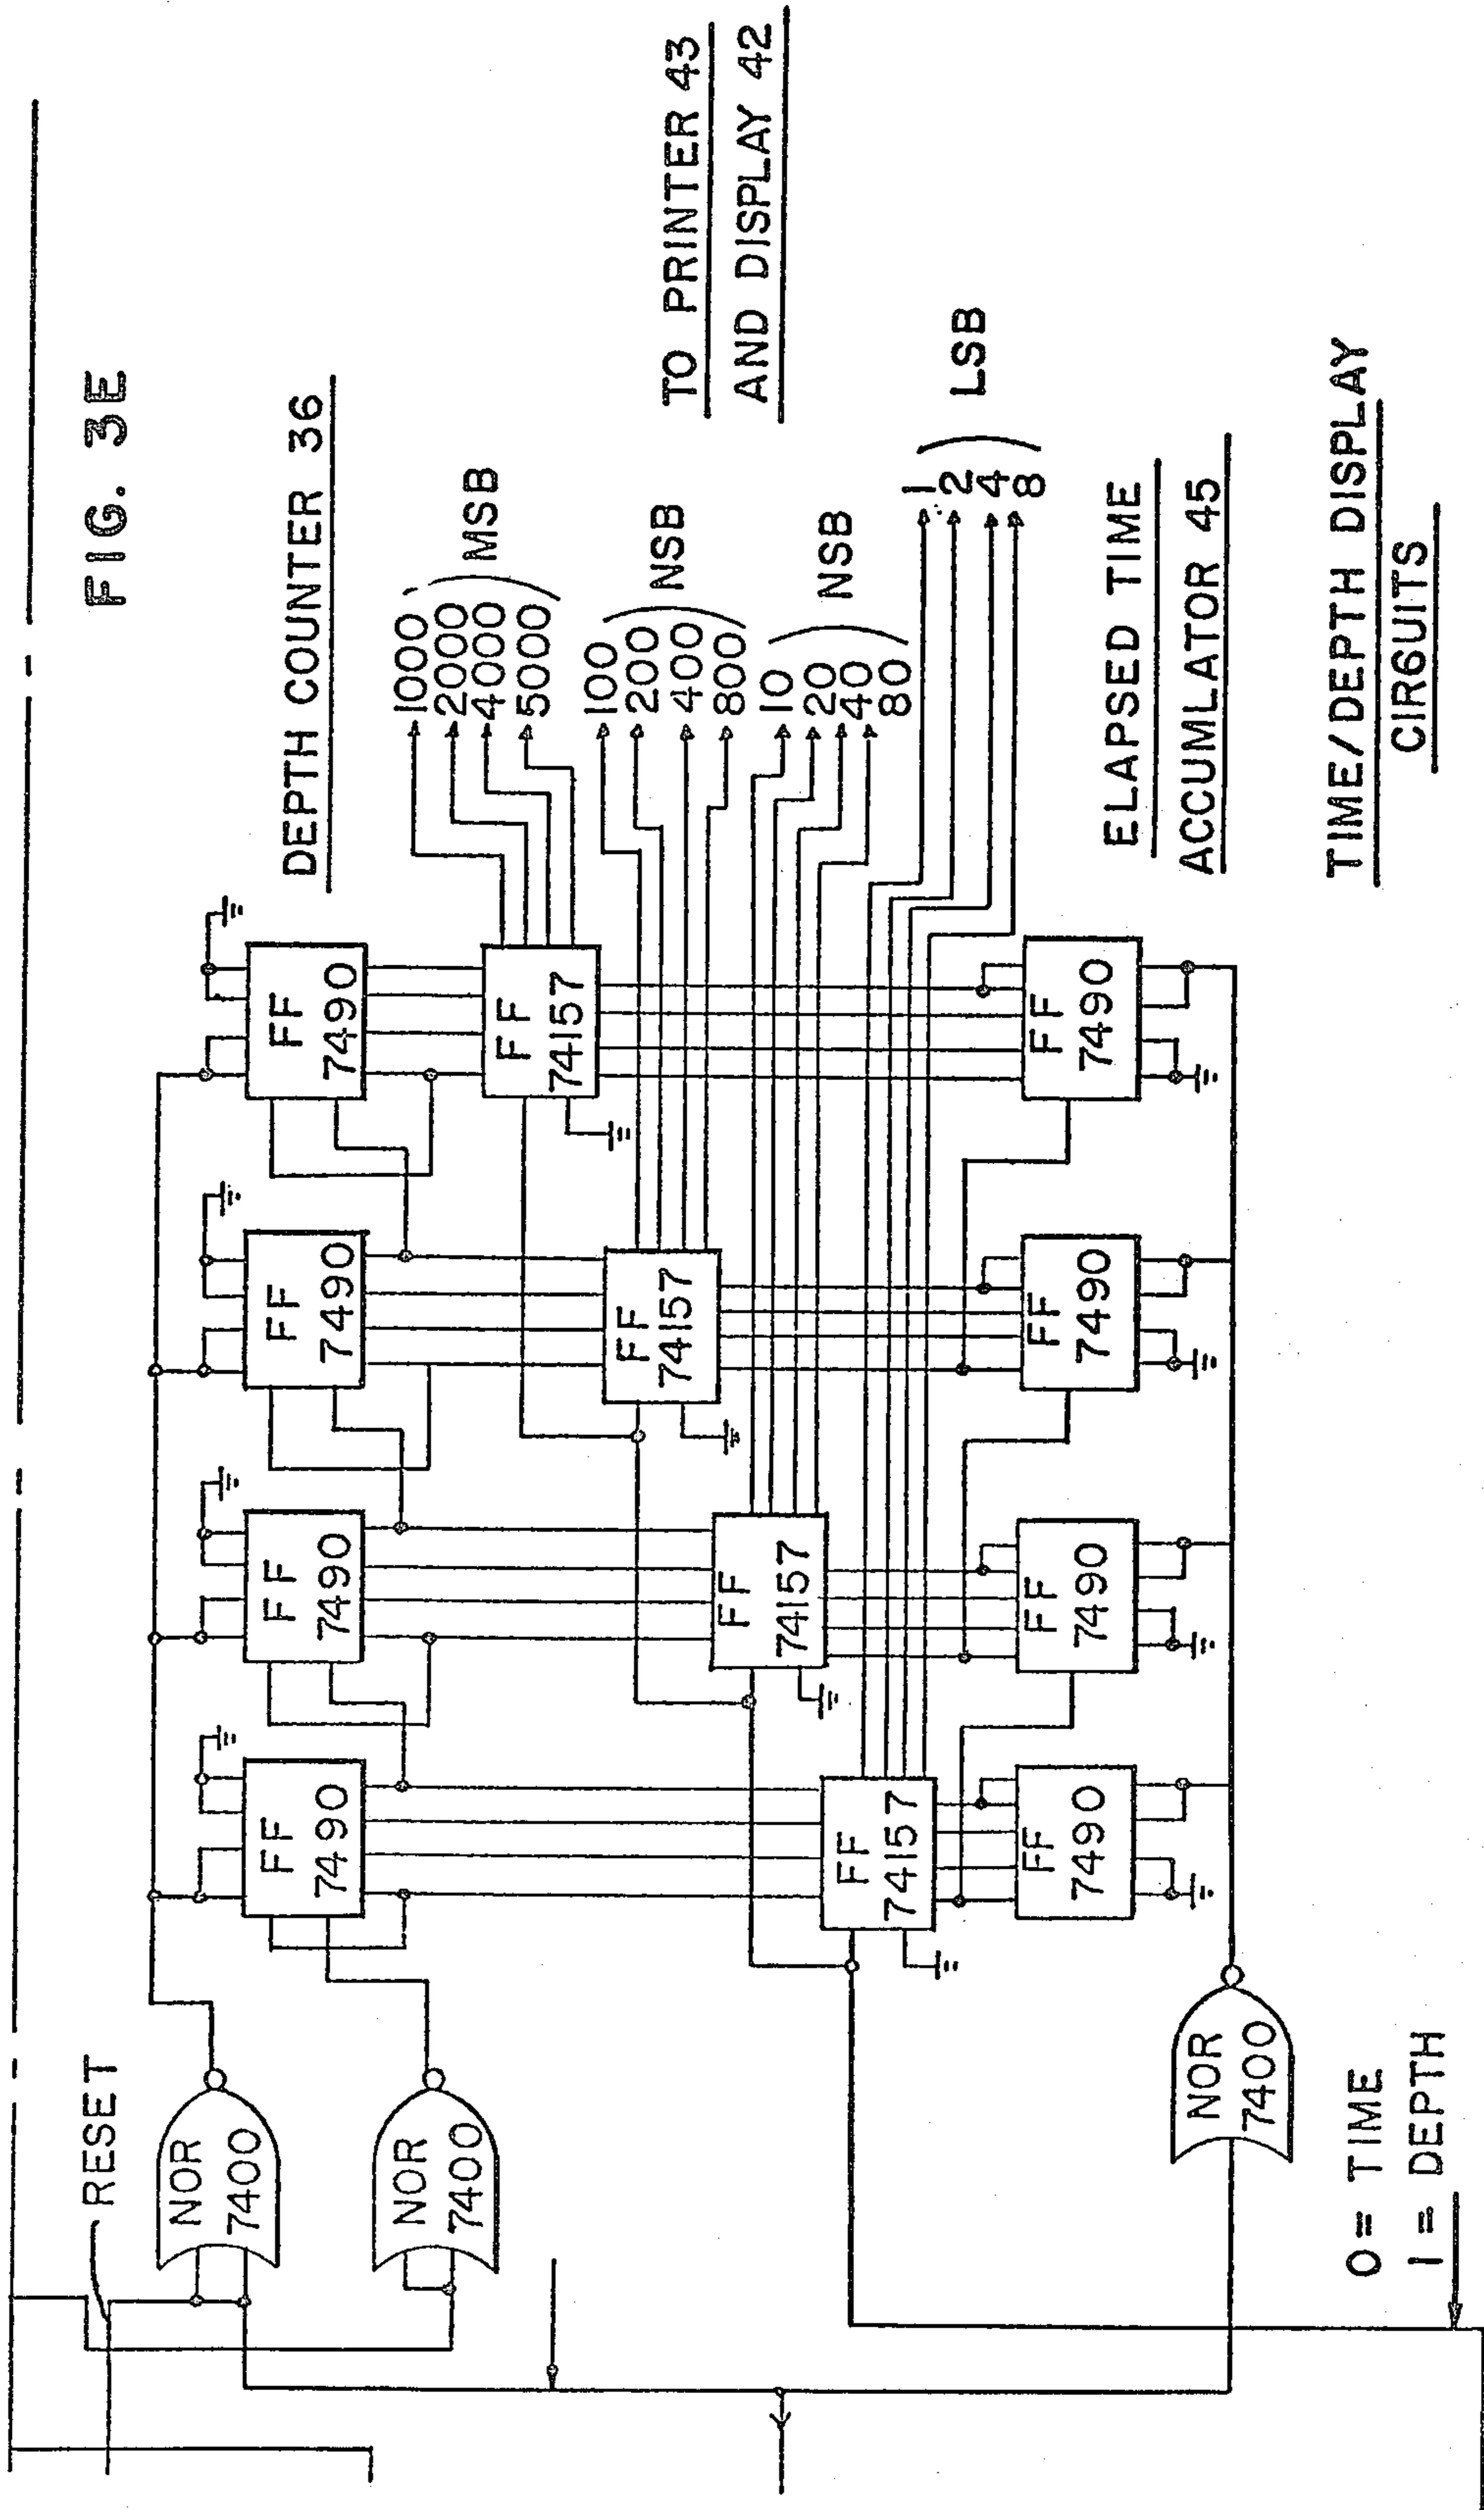 FIG. 3E
DEPTH COUNTER 36
RESET
NOR
7400
NOR
7400
FF
7490
FF
7490
FF
7490
FF
7490
FF
74157
FF
74157
FF
74157
FF
74157
1000
2000
4000
5000
MSB
100
200
400
800
NSB
10
20
40
80
NSB
1
2
4
8
LSB
TO PRINTER 43
AND DISPLAY 42
FF
7490
FF
7490
FF
7490
FF
7490
NOR
7400
ELAPSED TIME
ACCUMLATOR 45
0 = TIME
1 = DEPTH
TIME/DEPTH DISPLAY
CIR6UITS